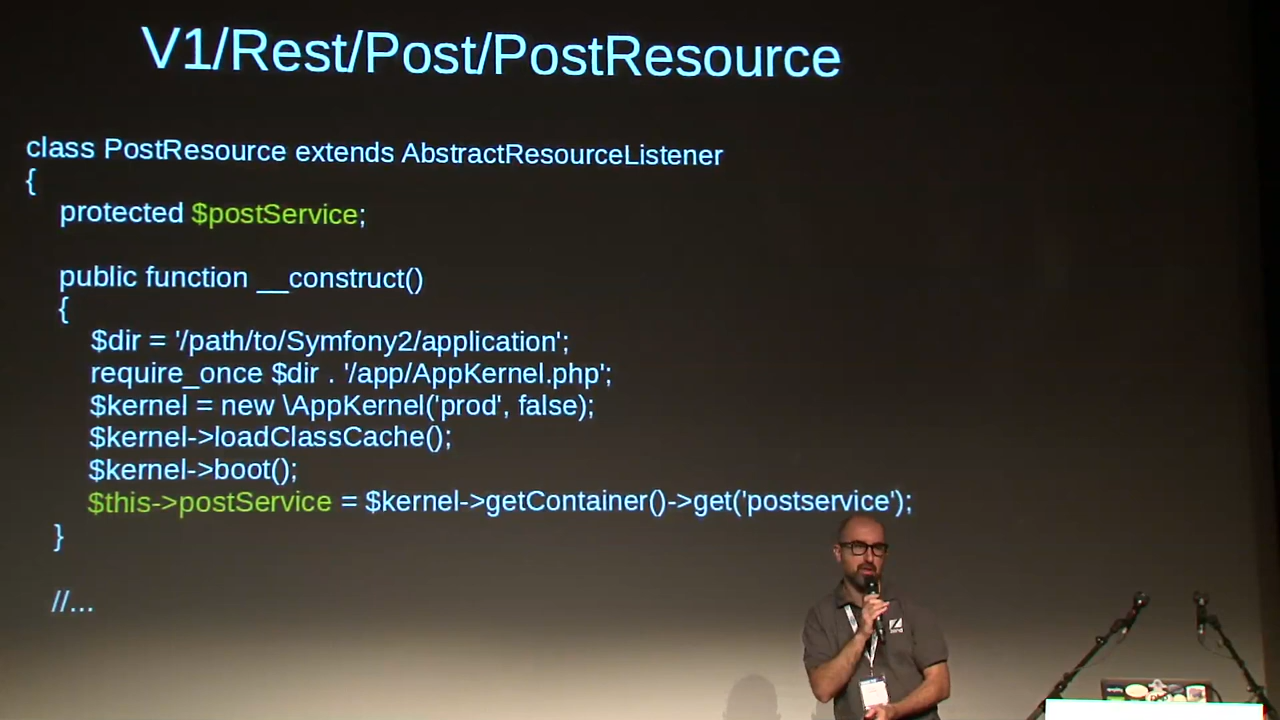 V1/Rest/Post/PostResource
class PostResource extends AbstractResourceListener
{
protected $postService;
public function __construct()
{
$dir = '/path/to/Symfony2/application';
require_once $dir . '/app/AppKernel.php';
$kernel = new \AppKernel('prod', false);
$kernel->loadClassCache();
$kernel->boot();
$this->postService = $kernel->getContainer()->get('postservice');
}
//...